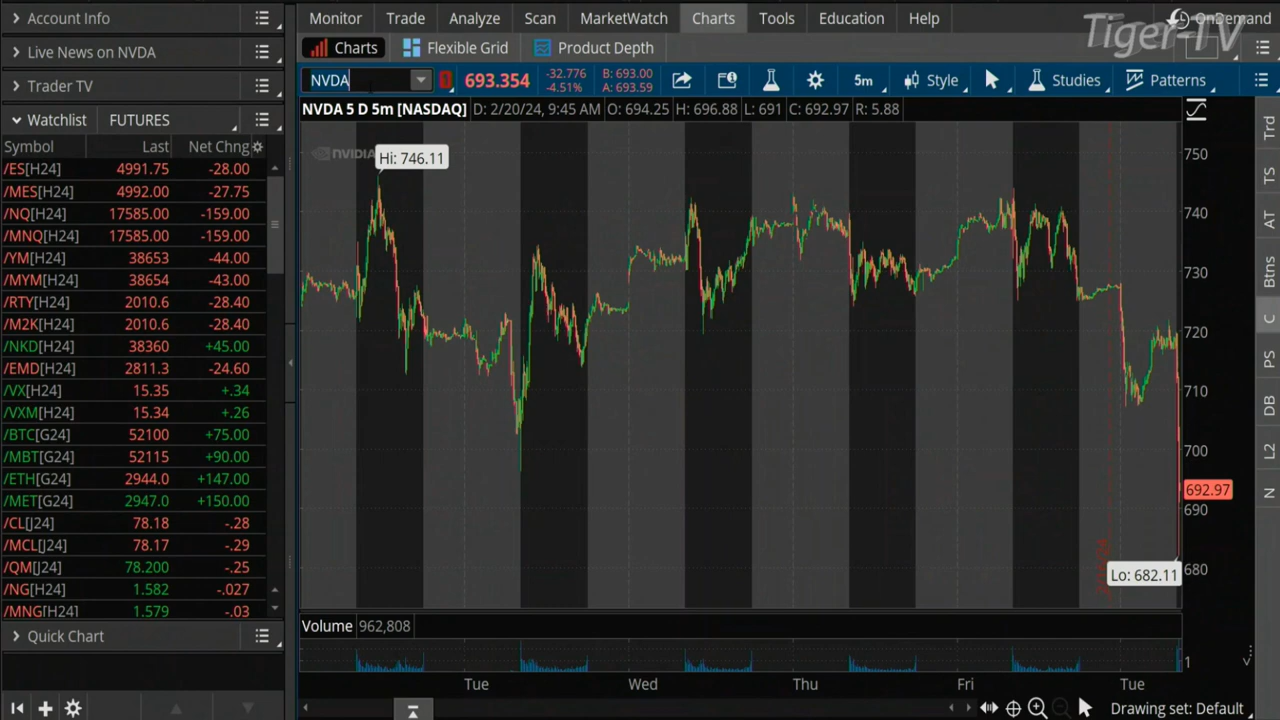 Account Info
Live News on NVDA
Trader TV
Watchlist FUTURES
Symbol Last Net Chng
/ES[H24] 4991.75 -28.00
/MES[H24] 4992.00 -27.75
/NQ[H24] 17585.00 -159.00
/MNQ[H24] 17585.00 -159.00
/YM[H24] 38653 -44.00
/MYM[H24] 38654 -43.00
/RTY[H24] 2010.6 -28.40
/M2K[H24] 2010.6 -28.40
/NKD[H24] 38360 +45.00
/EMD[H24] 2811.3 -24.60
/VX[H24] 15.35 +.34
/VXM[H24] 15.34 +.26
/BTC[G24] 52100 +75.00
/MBT[G24] 52115 +90.00
/ETH[G24] 2944.0 +147.00
/MET[G24] 2947.0 +150.00
/CL[J24] 78.18 -.28
/MCL[J24] 78.17 -.29
/QM[J24] 78.200 -.25
/NG[H24] 1.582 -.027
/MNG[H24] 1.579 -.03
Quick Chart
Monitor Trade Analyze Scan MarketWatch Charts Tools Education Help OnDemand
Tiger-TV
Charts Flexible Grid Product Depth
NVDA 693.354 -32.776 -4.51% B: 693.00 A: 693.59 5m Style Studies Patterns
NVDA 5 D 5m [NASDAQ] D: 2/20/24, 9:45 AM O: 694.25 H: 696.88 L: 691 C: 692.97 R: 5.88
NVIDIA
Hi: 746.11
750
740
730
720
710
700
692.97
690
680
Lo: 682.11
Volume 962,808
1
Tue Wed Thu Fri Tue
Drawing set: Default
Trd
TS
AT
Btns
C
PS
DB
L2
N